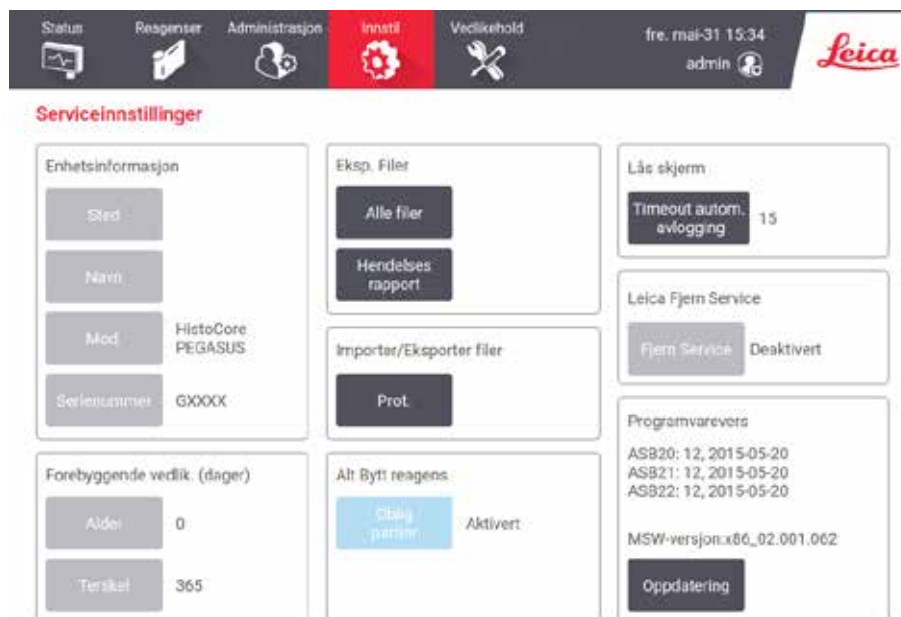 Status
Reagenser
Administrasjon
Innstil
Vedlikehold
fre. mai-31 15:34
admin
Leica
Serviceinnstillinger
Enhetsinformasjon
Sted
Navn
Mod.
HistoCore
PEGASUS
Serienummer
GXXXX
Forebyggende vedlik. (dager)
Alder
0
Terskel
365
Eksp. Filer
Alle filer
Hendelses
rapport
Importer/Eksporter filer
Prot.
Alt Bytt reagens
Oblig
partinr
Aktivert
Lås skjerm
Timeout autom.
avlogging
15
Leica Fjern Service
Fjern Service
Deaktivert
Programvarevers
ASB20: 12, 2015-05-20
ASB21: 12, 2015-05-20
ASB22: 12, 2015-05-20
MSW-versjon:x86_02.001.062
Oppdatering